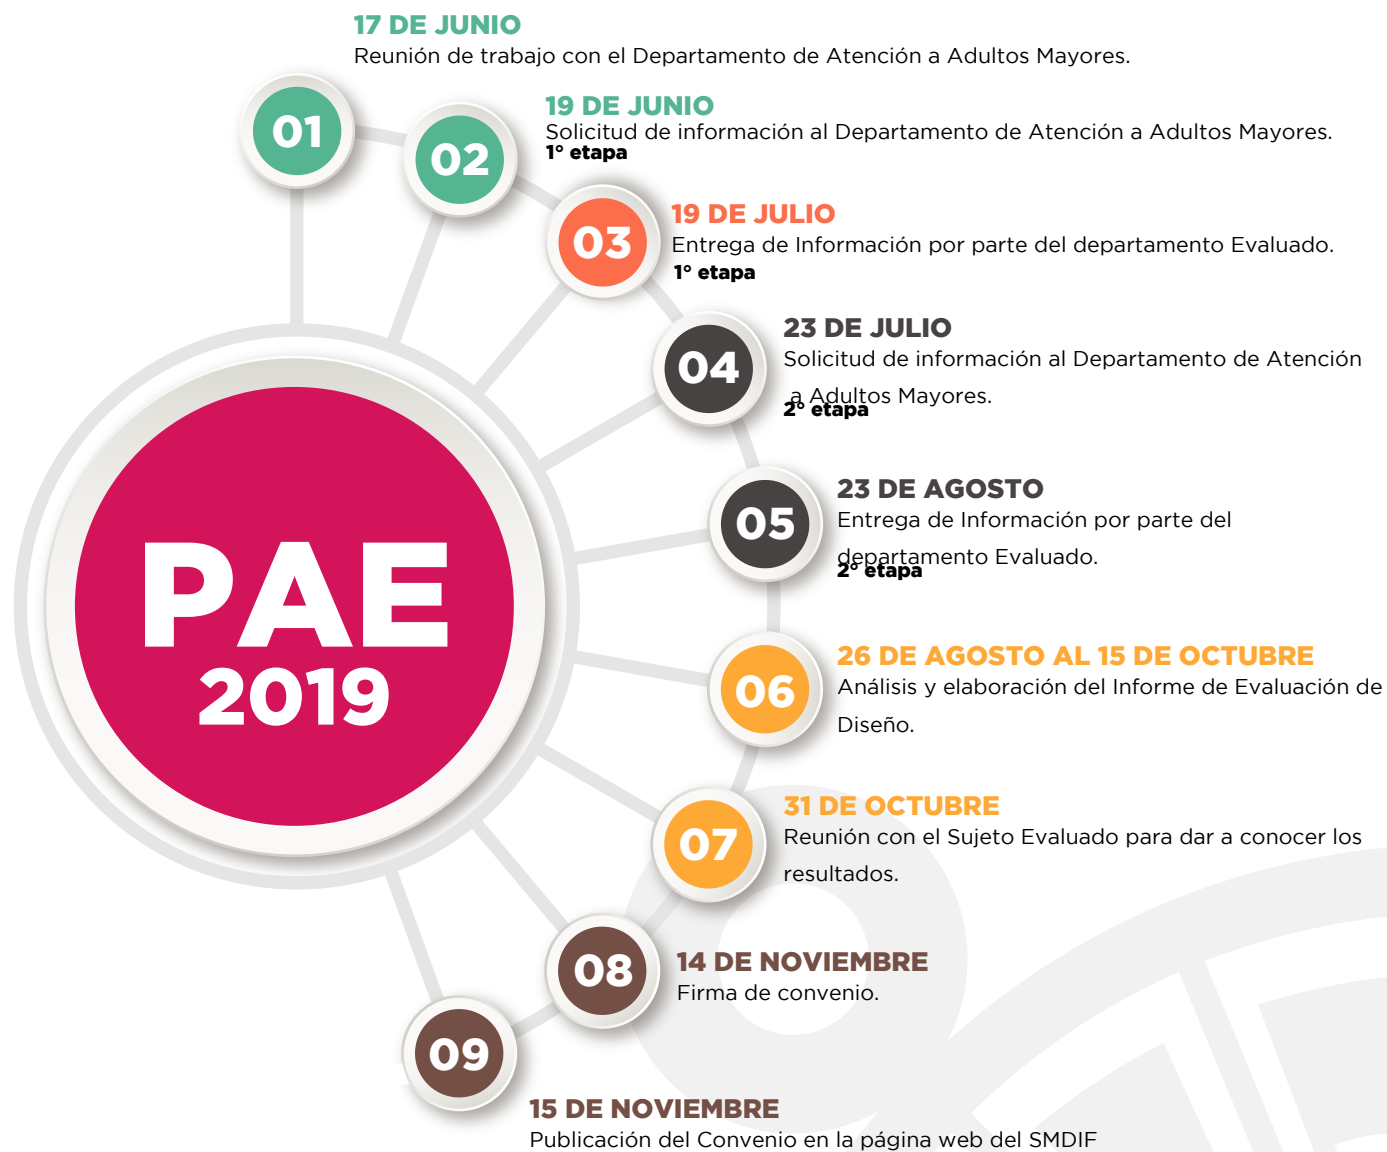 17 DE JUNIO
Reunión de trabajo con el Departamento de Atención a Adultos Mayores.
01
19 DE JUNIO
Solicitud de información al Departamento de Atención a Adultos Mayores.
1° etapa
02
19 DE JULIO
Entrega de Información por parte del departamento Evaluado.
1° etapa
03
23 DE JULIO
Solicitud de información al Departamento de Atención
a Adultos Mayores.
2° etapa
04
23 DE AGOSTO
Entrega de Información por parte del
departamento Evaluado.
2° etapa
05
PAE
2019
26 DE AGOSTO AL 15 DE OCTUBRE
Análisis y elaboración del Informe de Evaluación de
Diseño.
06
31 DE OCTUBRE
Reunión con el Sujeto Evaluado para dar a conocer los
resultados.
07
14 DE NOVIEMBRE
Firma de convenio.
08
09
15 DE NOVIEMBRE
Publicación del Convenio en la página web del SMDIF